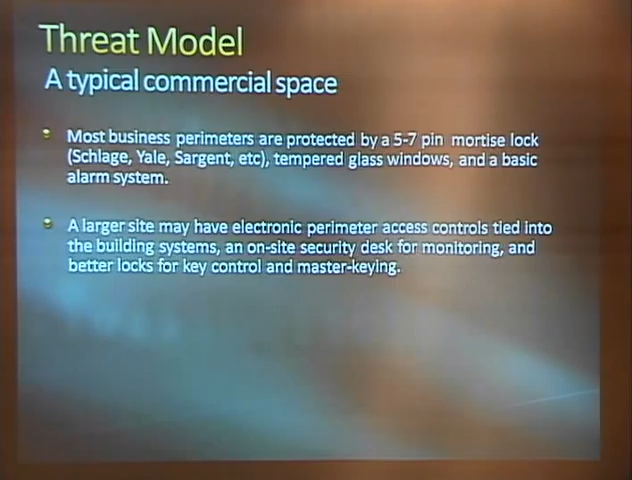 Threat Model
A typical commercial space
Most business perimeters are protected by a 5-7 pin mortise lock
(Schlage, Yale, Sargent, etc), tempered glass windows, and a basic
alarm system.
A larger site may have electronic perimeter access controls tied into
the building systems, an on-site security desk for monitoring, and
better locks for key control and master-keying.